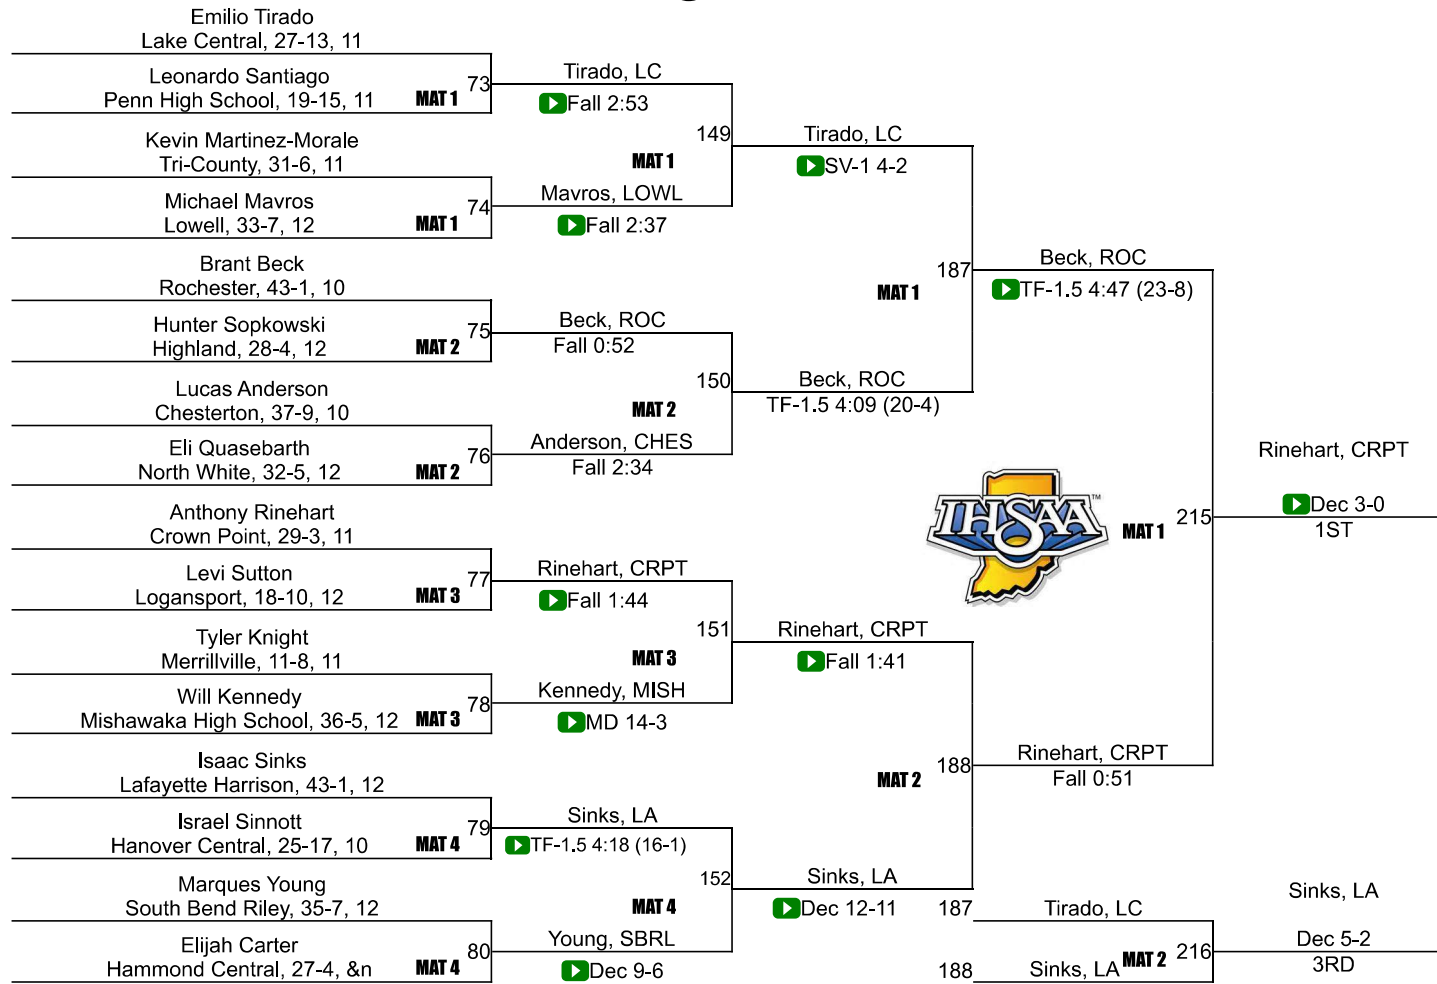 Emilio Tirado
Lake Central, 27-13, 11
Leonardo Santiago
Penn High School, 19-15, 11
MAT 1
73
Tirado, LC
Fall 2:53
Kevin Martinez-Morale
Tri-County, 31-6, 11
Michael Mavros
Lowell, 33-7, 12
MAT 1
74
Mavros, LOWL
Fall 2:37
149
MAT 1
Tirado, LC
SV-1 4-2
Brant Beck
Rochester, 43-1, 10
Hunter Sopkowski
Highland, 28-4, 12
MAT 2
75
Beck, ROC
Fall 0:52
Lucas Anderson
Chesterton, 37-9, 10
Eli Quasebarth
North White, 32-5, 12
MAT 2
76
Anderson, CHES
Fall 2:34
150
MAT 2
Beck, ROC
TF-1.5 4:09 (20-4)
187
MAT 1
Beck, ROC
TF-1.5 4:47 (23-8)
Anthony Rinehart
Crown Point, 29-3, 11
Levi Sutton
Logansport, 18-10, 12
MAT 3
77
Rinehart, CRPT
Fall 1:44
Tyler Knight
Merrillville, 11-8, 11
Will Kennedy
Mishawaka High School, 36-5, 12
MAT 3
78
Kennedy, MISH
MD 14-3
151
MAT 3
Rinehart, CRPT
Fall 1:41
Isaac Sinks
Lafayette Harrison, 43-1, 12
Israel Sinnott
Hanover Central, 25-17, 10
MAT 4
79
Sinks, LA
TF-1.5 4:18 (16-1)
Marques Young
South Bend Riley, 35-7, 12
Elijah Carter
Hammond Central, 27-4, &n
MAT 4
80
Young, SBRL
Dec 9-6
152
MAT 4
Sinks, LA
Dec 12-11
188
MAT 2
Rinehart, CRPT
Fall 0:51
IHSAA™
MAT 1
215
Rinehart, CRPT
Dec 3-0
1ST
187
Tirado, LC
188
Sinks, LA
MAT 2
216
Sinks, LA
Dec 5-2
3RD